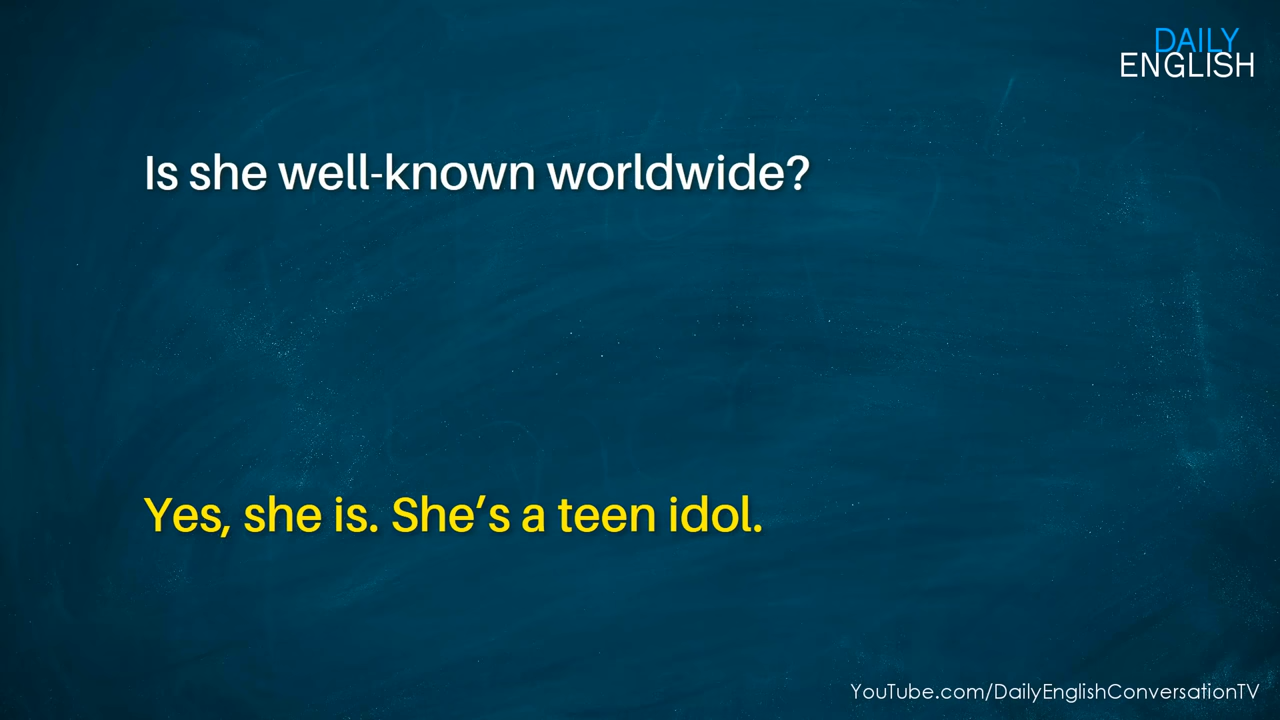 DAILY
ENGLISH
Is she well-known worldwide?
Yes, she is. She's a teen idol.
YouTube.com/DailyEnglishConversationTV